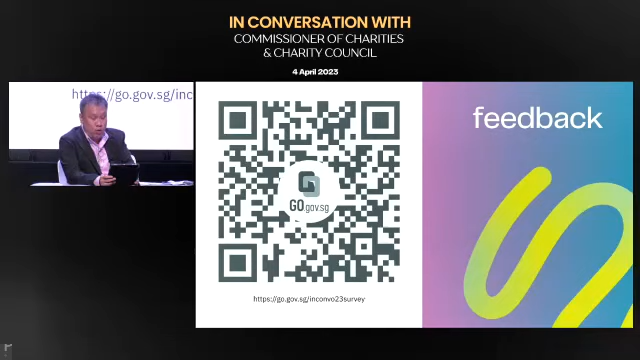 IN CONVERSATION WITH
COMMISSIONER OF CHARITIES
& CHARITY COUNCIL
4 April 2023
https://go.gov.sg/inc
feedback
GO.gov.sg
https://go.gov.sg/inconvo23survey